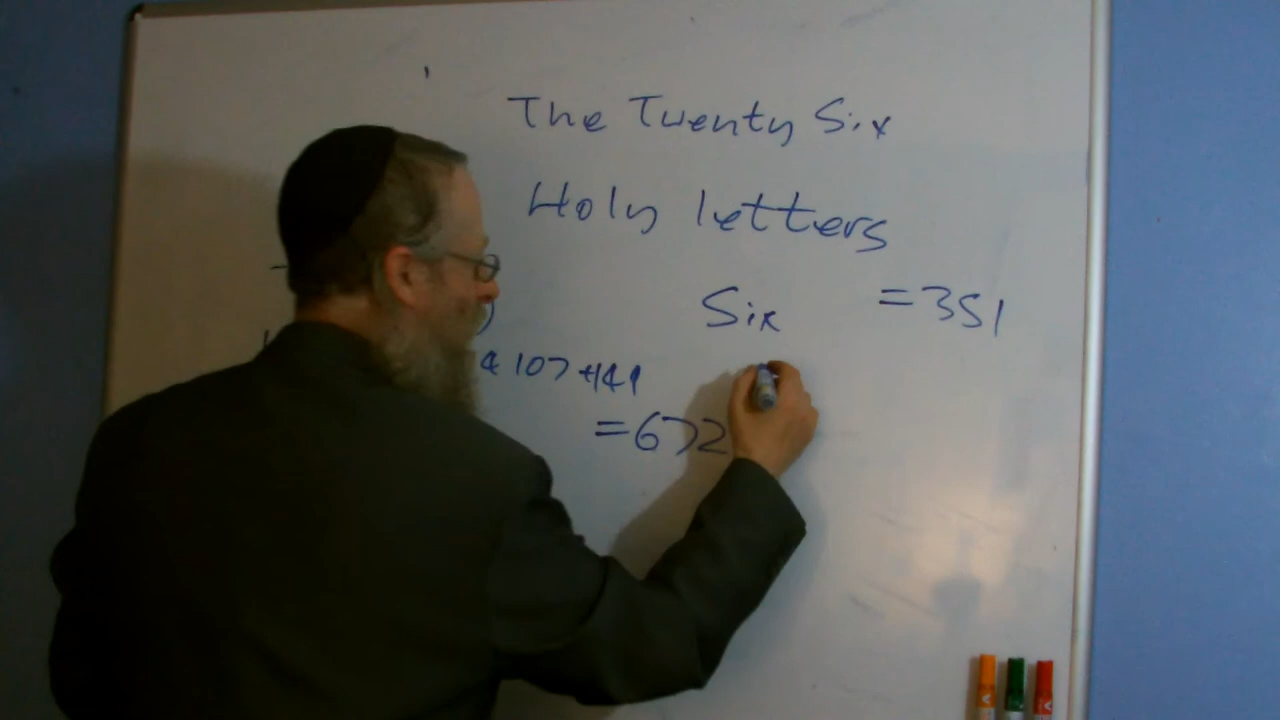 The Twenty Six
Holy letters
Six = 351
107 + 141
= 672